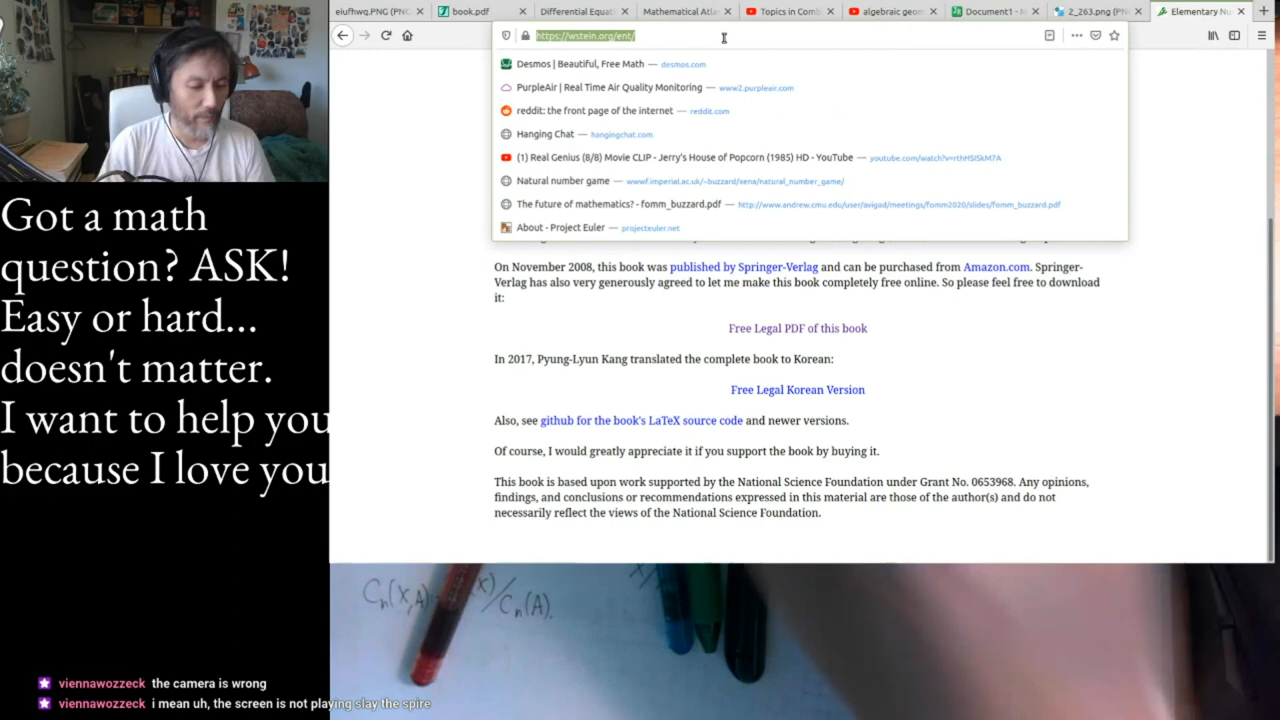 eiufhwq.PNG (PNG
book.pdf
Differential Equati
Mathematical Atla
Topics in Comb
algebraic geom
Document1 - M
2_263.png (PN
Elementary Nu
https://wstein.org/ent/
Desmos | Beautiful, Free Math — desmos.com
PurpleAir | Real Time Air Quality Monitoring — www2.purpleair.com
reddit: the front page of the internet — reddit.com
Hanging Chat — hangingchat.com
(1) Real Genius (8/8) Movie CLIP - Jerry's House of Popcorn (1985) HD - YouTube — youtube.com/watch?v=rthHSISkM7A
Natural number game — wwwf.imperial.ac.uk/~buzzard/xena/natural_number_game/
The future of mathematics? - fomm_buzzard.pdf — http://www.andrew.cmu.edu/user/avigad/meetings/fomm2020/slides/fomm_buzzard.pdf
About - Project Euler — projecteuler.net
On November 2008, this book was published by Springer-Verlag and can be purchased from Amazon.com. Springer-
Verlag has also very generously agreed to let me make this book completely free online. So please feel free to download
it:
Free Legal PDF of this book
In 2017, Pyung-Lyun Kang translated the complete book to Korean:
Free Legal Korean Version
Also, see github for the book's LaTeX source code and newer versions.
Of course, I would greatly appreciate it if you support the book by buying it.
This book is based upon work supported by the National Science Foundation under Grant No. 0653968. Any opinions,
findings, and conclusions or recommendations expressed in this material are those of the author(s) and do not
necessarily reflect the views of the National Science Foundation.
Got a math
question? ASK!
Easy or hard...
doesn't matter.
I want to help you
because I love you
Cn(X,A)
/Cn(A).
viennawozzeck the camera is wrong
viennawozzeck i mean uh, the screen is not playing slay the spire